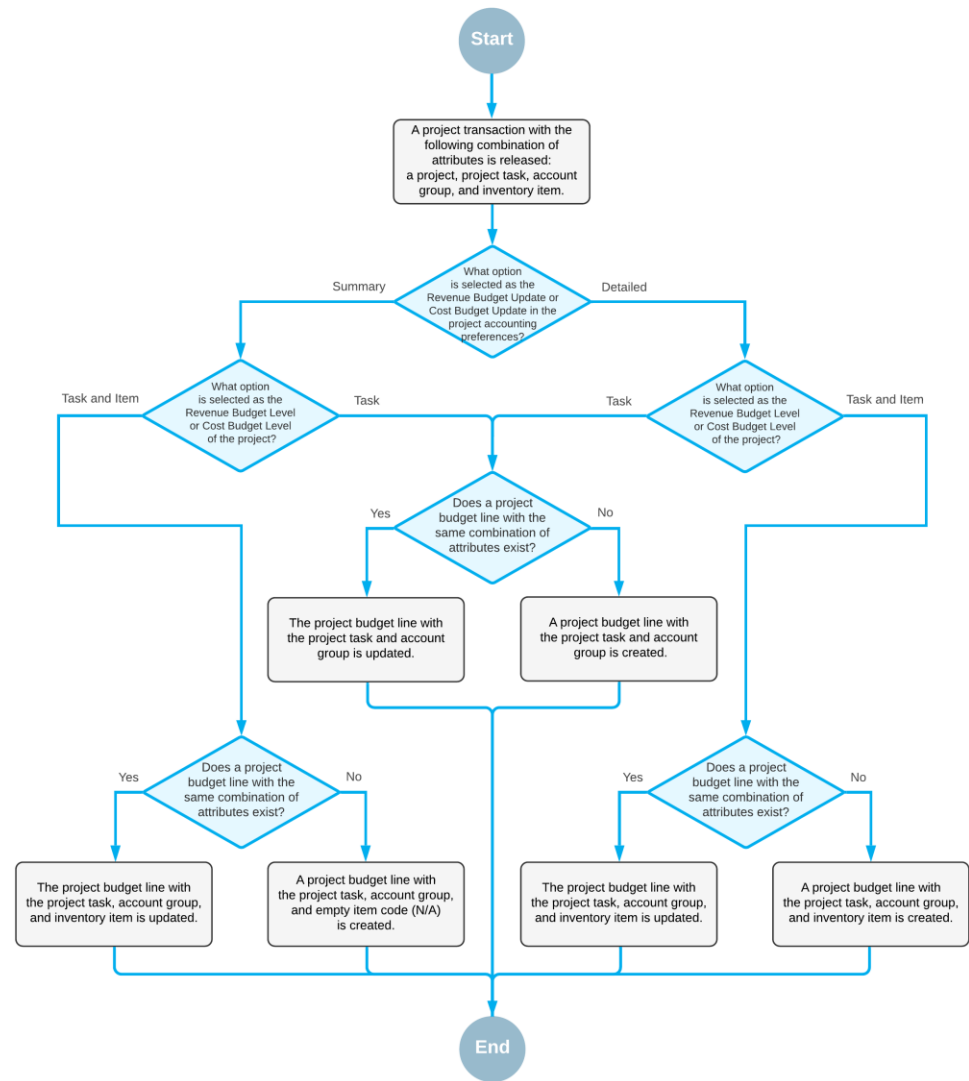 Start
A project transaction with the
following combination of
attributes is released:
a project, project task, account
group, and inventory item.
What option
is selected as the
Revenue Budget Update or
Cost Budget Update in the
project accounting
preferences?
Summary
Detailed
What option
is selected as the
Revenue Budget Level
or Cost Budget Level
of the project?
Task and Item
Task
What option
is selected as the
Revenue Budget Level
or Cost Budget Level
of the project?
Task
Task and Item
Does a project
budget line with the
same combination of
attributes exist?
Yes
No
The project budget line with
the project task and account
group is updated.
A project budget line with
the project task and account
group is created.
Does a project
budget line with the
same combination of
attributes exist?
Yes
No
Does a project
budget line with the
same combination of
attributes exist?
Yes
No
The project budget line with
the project task, account group,
and inventory item is updated.
A project budget line with
the project task, account group,
and empty item code (N/A)
is created.
The project budget line with
the project task, account group,
and inventory item is updated.
A project budget line with
the project task, account group,
and inventory item is created.
End